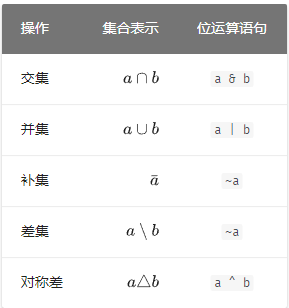 操作 集合表示 位运算语句
交集 a ∩ b a & b
并集 a ∪ b a | b
补集 ā ~a
差集 a \ b ~a
对称差 a△b a ^ b